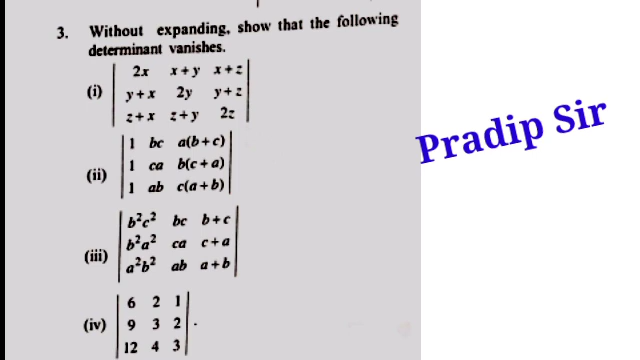 3. Without expanding, show that the following
determinant vanishes.
(i) | 2x x+y x+z |
| y+x 2y y+z |
| z+x z+y 2z |
(ii) | 1 bc a(b+c) |
| 1 ca b(c+a) |
| 1 ab c(a+b) |
(iii) | b²c² bc b+c |
| b²a² ca c+a |
| a²b² ab a+b |
(iv) | 6 2 1 |
| 9 3 2 | .
| 12 4 3 |
Pradip Sir